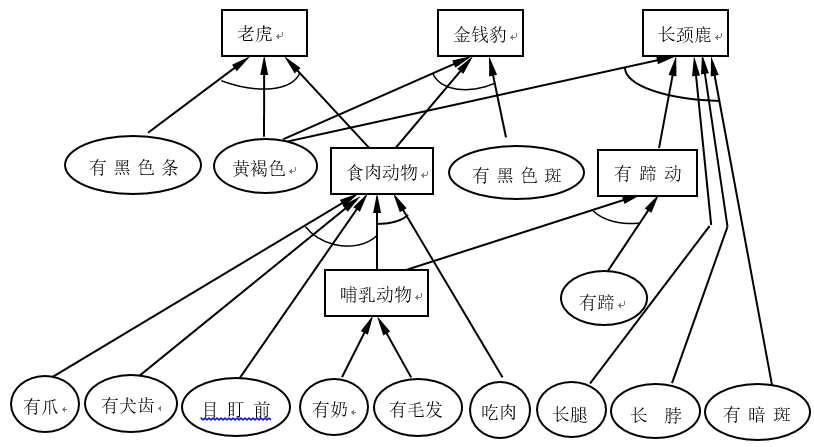 老虎
金钱豹
长颈鹿
有黑色条
黄褐色
食肉动物
有黑色斑
有蹄动
哺乳动物
有蹄
有爪
有犬齿
目盯前
有奶
有毛发
吃肉
长腿
长脖
有暗斑